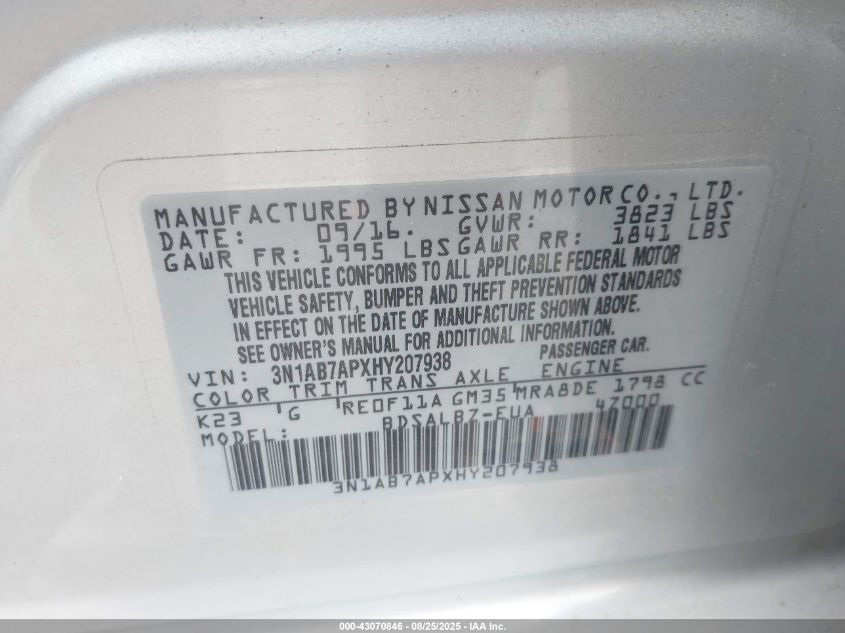 MANUFACTURED BY NISSAN MOTOR CO., LTD.
DATE: 09/16. GVWR: 3823 LBS
GAWR FR: 1995 LBS GAWR RR: 1841 LBS
THIS VEHICLE CONFORMS TO ALL APPLICABLE FEDERAL MOTOR
VEHICLE SAFETY, BUMPER AND THEFT PREVENTION STANDARDS
IN EFFECT ON THE DATE OF MANUFACTURE SHOWN ABOVE.
SEE OWNER'S MANUAL FOR ADDITIONAL INFORMATION.
VIN: 3N1AB7APXHY207938 PASSENGER CAR.
COLOR TRIM TRANS AXLE ENGINE
K23 G RE0F11A GM35 MRA8DE 1798 CC
MODEL: BDSALBZ-EUA 47000
3N1AB7APXHY207938
000-43070846 - 08/25/2025 - IAA Inc.